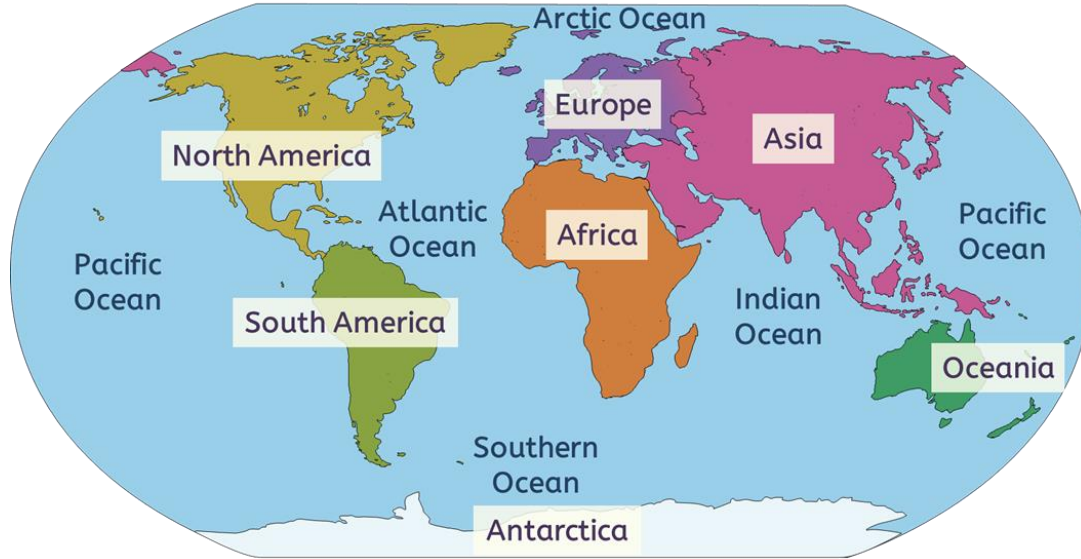 Arctic Ocean
Europe
Asia
North America
Atlantic
Ocean
Africa
Pacific
Ocean
Pacific
Ocean
Indian
Ocean
South America
Oceania
Southern
Ocean
Antarctica